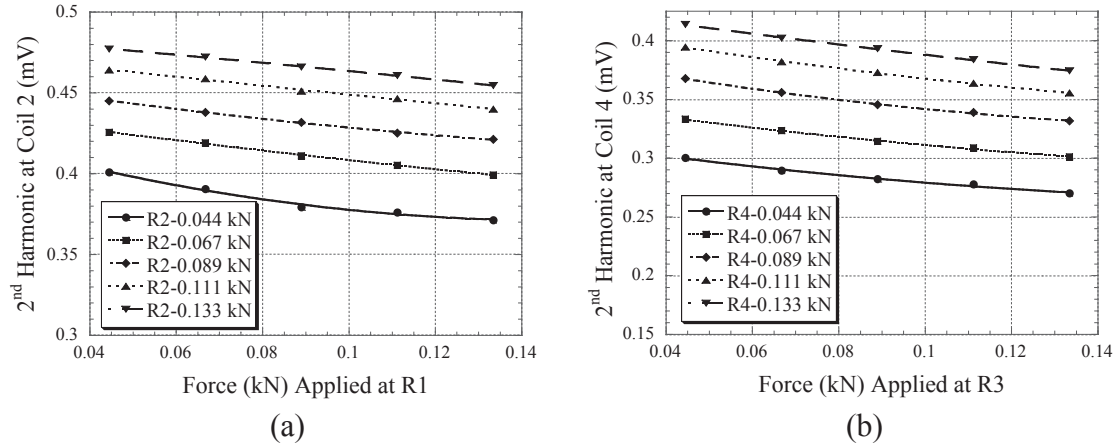 2nd Harmonic at Coil 2 (mV)
0.5
0.45
0.4
0.35
0.3
R2-0.044 kN
R2-0.067 kN
R2-0.089 kN
R2-0.111 kN
R2-0.133 kN
0.04 0.06 0.08 0.1 0.12 0.14
Force (kN) Applied at R1
(a)
2nd Harmonic at Coil 4 (mV)
0.4
0.35
0.3
0.25
0.2
0.15
R4-0.044 kN
R4-0.067 kN
R4-0.089 kN
R4-0.111 kN
R4-0.133 kN
0.04 0.06 0.08 0.1 0.12 0.14
Force (kN) Applied at R3
(b)